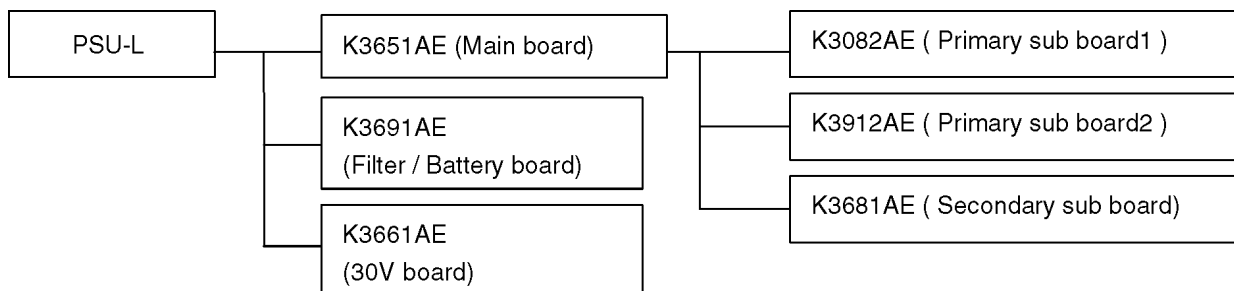 PSU-L
K3651AE (Main board)
K3691AE
(Filter / Battery board)
K3661AE
(30V board)
K3082AE ( Primary sub board1 )
K3912AE ( Primary sub board2 )
K3681AE ( Secondary sub board)